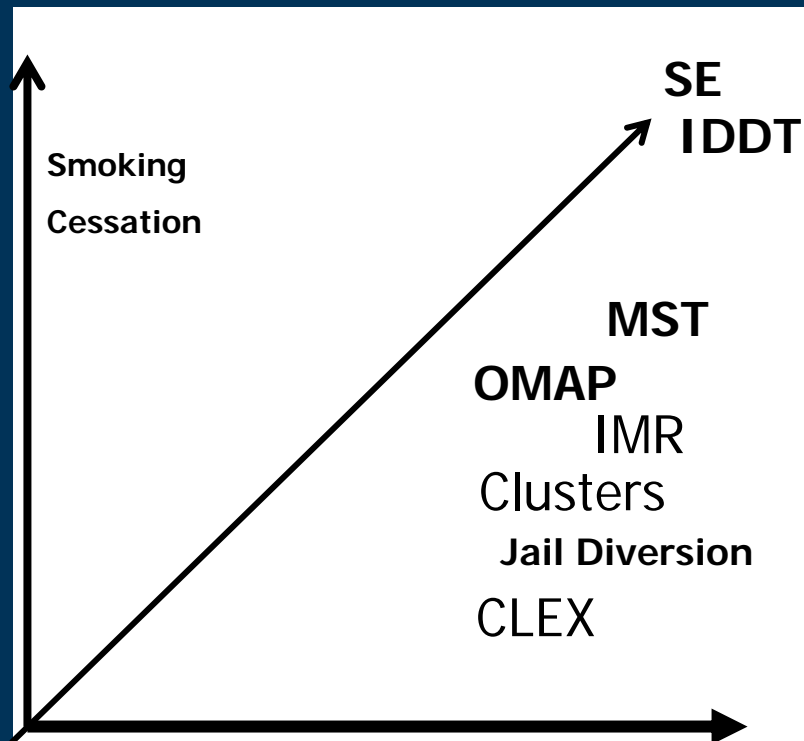 SE
IDDT
Smoking
Cessation
MST
OMAP
IMR
Clusters
Jail Diversion
CLEX